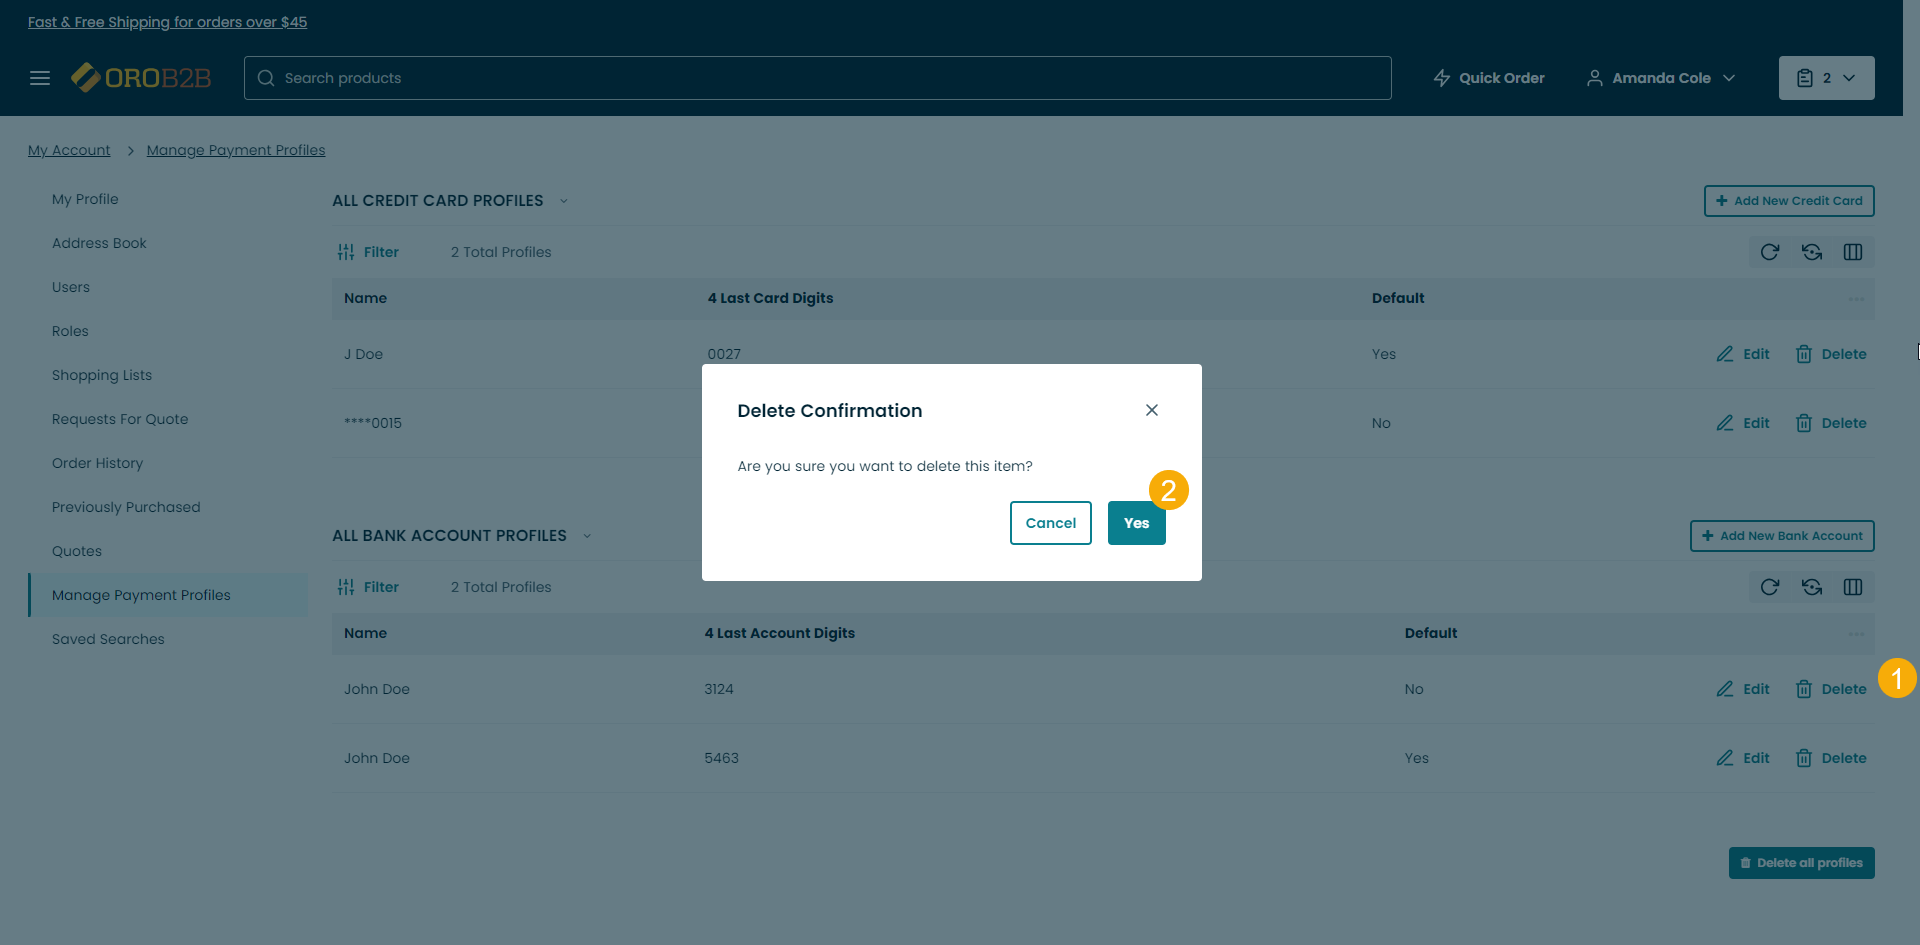 Fast & Free Shipping for orders over $45
OROB2B
Search products
Quick Order
Amanda Cole
2
My Account > Manage Payment Profiles
My Profile
Address Book
Users
Roles
Shopping Lists
Requests For Quote
Order History
Previously Purchased
Quotes
Manage Payment Profiles
Saved Searches
ALL CREDIT CARD PROFILES
+ Add New Credit Card
Filter 2 Total Profiles
Name 4 Last Card Digits Default
J Doe 0027 Yes Edit Delete
****0015 No Edit Delete
Delete Confirmation
Are you sure you want to delete this item?
2
Cancel Yes
ALL BANK ACCOUNT PROFILES
+ Add New Bank Account
Filter 2 Total Profiles
Name 4 Last Account Digits Default
John Doe 3124 No Edit Delete 1
John Doe 5463 Yes Edit Delete
Delete all profiles